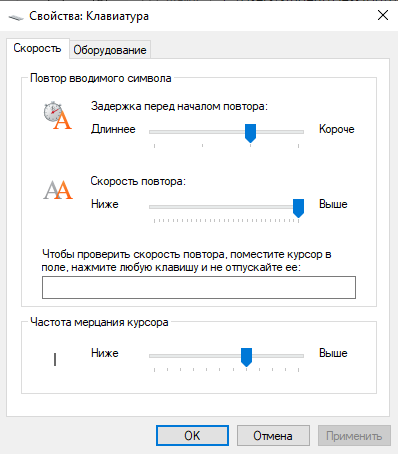 Свойства: Клавиатура
Скорость
Оборудование
Повтор вводимого символа
Задержка перед началом повтора:
Длиннее
Короче
Скорость повтора:
Ниже
Выше
Чтобы проверить скорость повтора, поместите курсор в
поле, нажмите любую клавишу и не отпускайте ее:
Частота мерцания курсора
Ниже
Выше
OK
Отмена
Применить